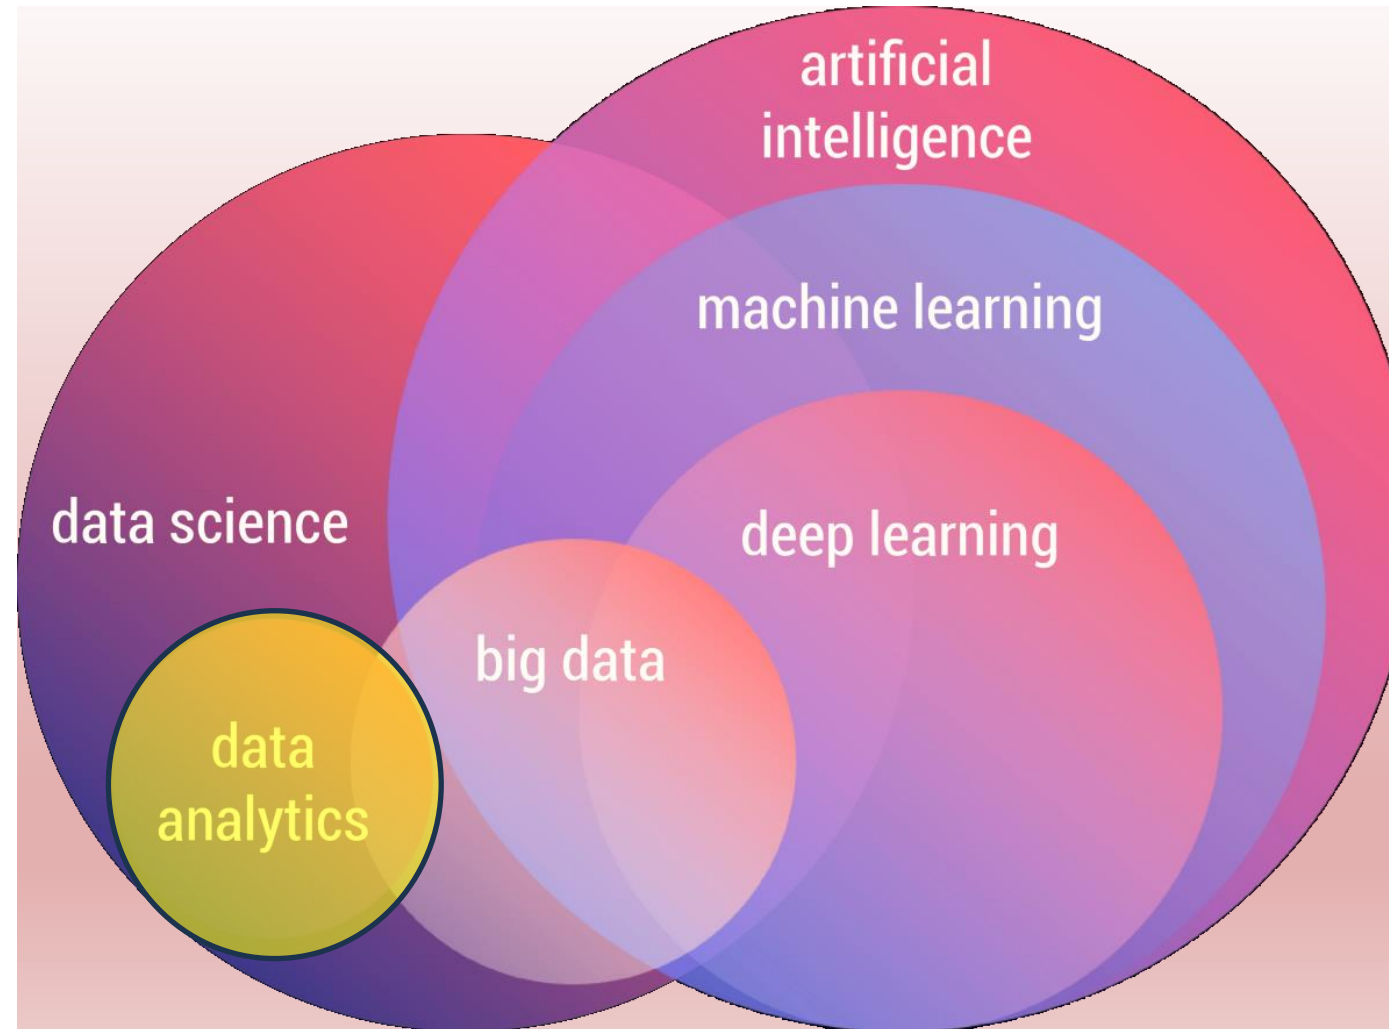 artificial
intelligence
machine learning
data science
deep learning
big data
data
analytics